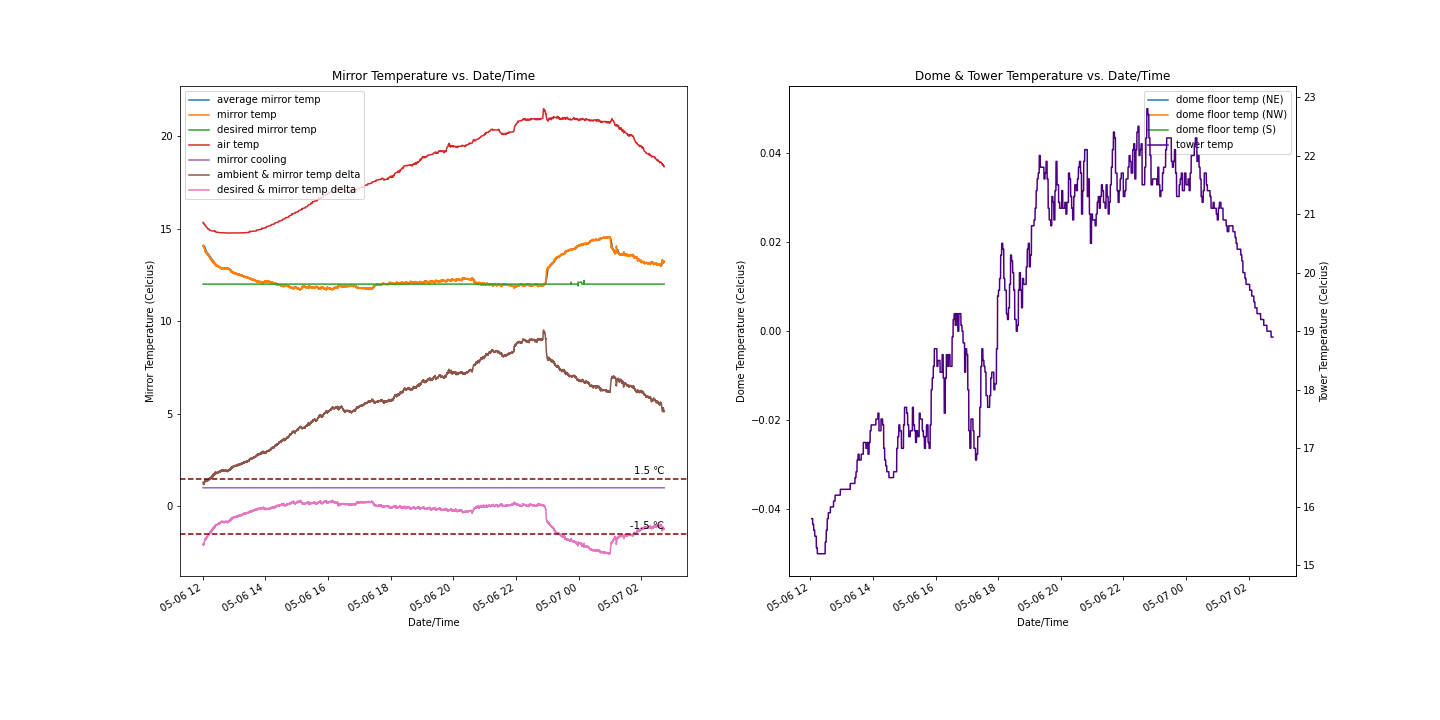 Mirror Temperature vs. Date/Time
average mirror temp
mirror temp
desired mirror temp
air temp
mirror cooling
ambient & mirror temp delta
desired & mirror temp delta
20
15
10
5
0
Mirror Temperature (Celcius)
1.5 °C
-1.5 °C
05-06 12
05-06 14
05-06 16
05-06 18
05-06 20
05-06 22
05-07 00
05-07 02
Date/Time
Dome & Tower Temperature vs. Date/Time
dome floor temp (NE)
dome floor temp (NW)
dome floor temp (S)
tower temp
0.04
0.02
0.00
−0.02
−0.04
Dome Temperature (Celcius)
23
22
21
20
19
18
17
16
15
Tower Temperature (Celcius)
05-06 12
05-06 14
05-06 16
05-06 18
05-06 20
05-06 22
05-07 00
05-07 02
Date/Time